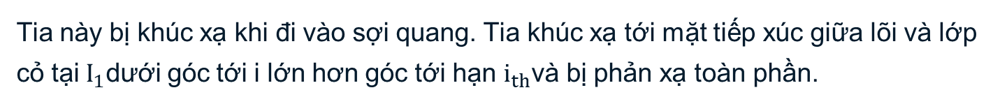 Tia này bị khúc xạ khi đi vào sợi quang. Tia khúc xạ tới mặt tiếp xúc giữa lõi và lớp
cỏ tại I₁ dưới góc tới i lớn hơn góc tới hạn iₜₕ và bị phản xạ toàn phần.